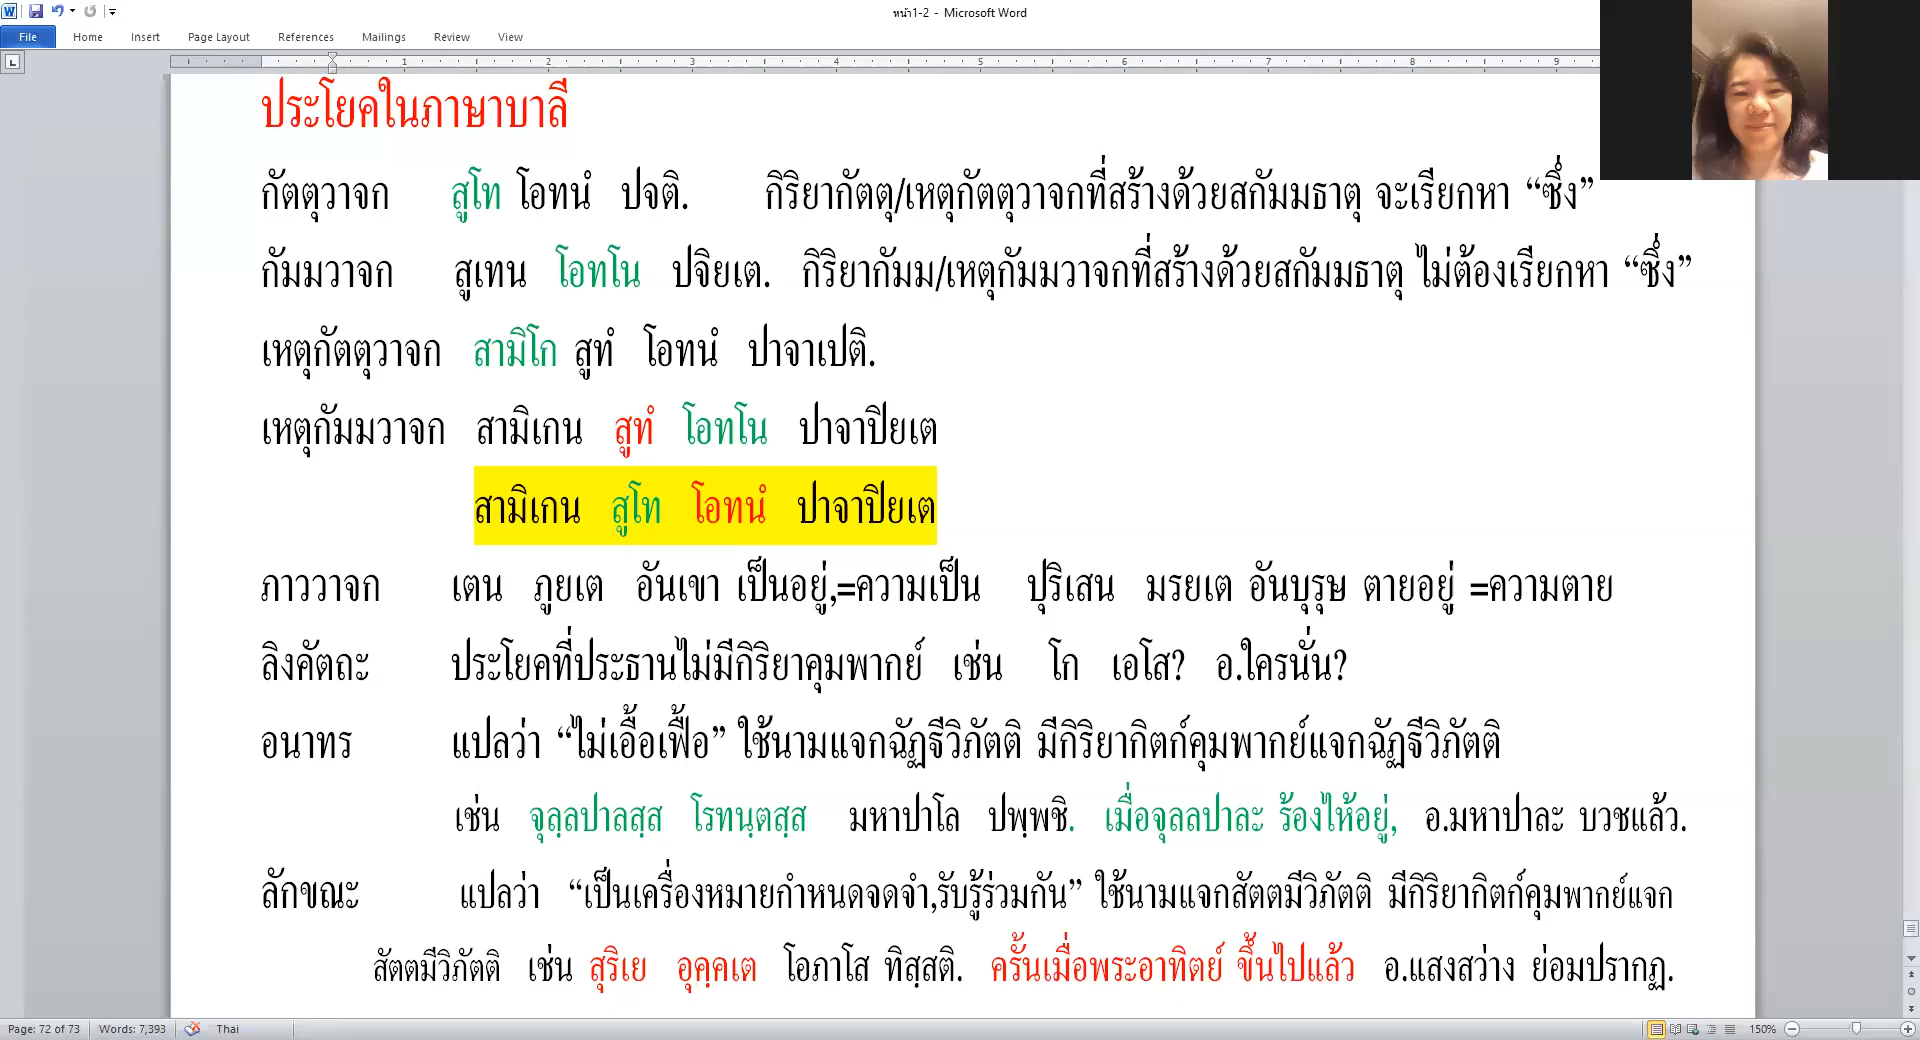 หน้า1-2 - Microsoft Word
File Home Insert Page Layout References Mailings Review View
1 2 3 4 5 6 7 8 9
ประโยคในภาษาบาลี
กัตตุวาจก สูโท โอทนํ ปจติ. กิริยากัตตุ/เหตุกัตตุวาจกที่สร้างด้วยสกัมมธาตุ จะเรียกหา “ซึ่ง”
กัมมวาจก สูเทน โอทโน ปจิยเต. กิริยากัมม/เหตุกัมมวาจกที่สร้างด้วยสกัมมธาตุ ไม่ต้องเรียกหา “ซึ่ง”
เหตุกัตตุวาจก สามิโก สูทํ โอทนํ ปาจาเปติ.
เหตุกัมมวาจก สามิเกน สูทํ โอทโน ปาจาปิยเต
สามิเกน สูโท โอทนํ ปาจาปิยเต
ภาววาจก เตน ภูยเต อันเขา เป็นอยู่,=ความเป็น ปุริเสน มรยเต อันบุรุษ ตายอยู่ =ความตาย
ลิงคัตถะ ประโยคที่ประธานไม่มีกิริยาคุมพากย์ เช่น โก เอโส? อ.ใครนั่น?
อนาทร แปลว่า “ไม่เอื้อเฟื้อ” ใช้นามแจกฉัฏฐีวิภัตติ มีกิริยากิตก์คุมพากย์แจกฉัฏฐีวิภัตติ
เช่น จุลฺลปาลสฺส โรทนฺตสฺส มหาปาโล ปพฺพชิ. เมื่อจุลลปาละ ร้องไห้อยู่, อ.มหาปาละ บวชแล้ว.
ลักขณะ แปลว่า “เป็นเครื่องหมายกำหนดจดจำ,รับรู้ร่วมกัน” ใช้นามแจกสัตตมีวิภัตติ มีกิริยากิตก์คุมพากย์แจก
สัตตมีวิภัตติ เช่น สุริเย อุคฺคเต โอภาโส ทิสฺสติ. ครั้นเมื่อพระอาทิตย์ ขึ้นไปแล้ว อ.แสงสว่าง ย่อมปรากฏ.
Page: 72 of 73 Words: 7,393 Thai 150%